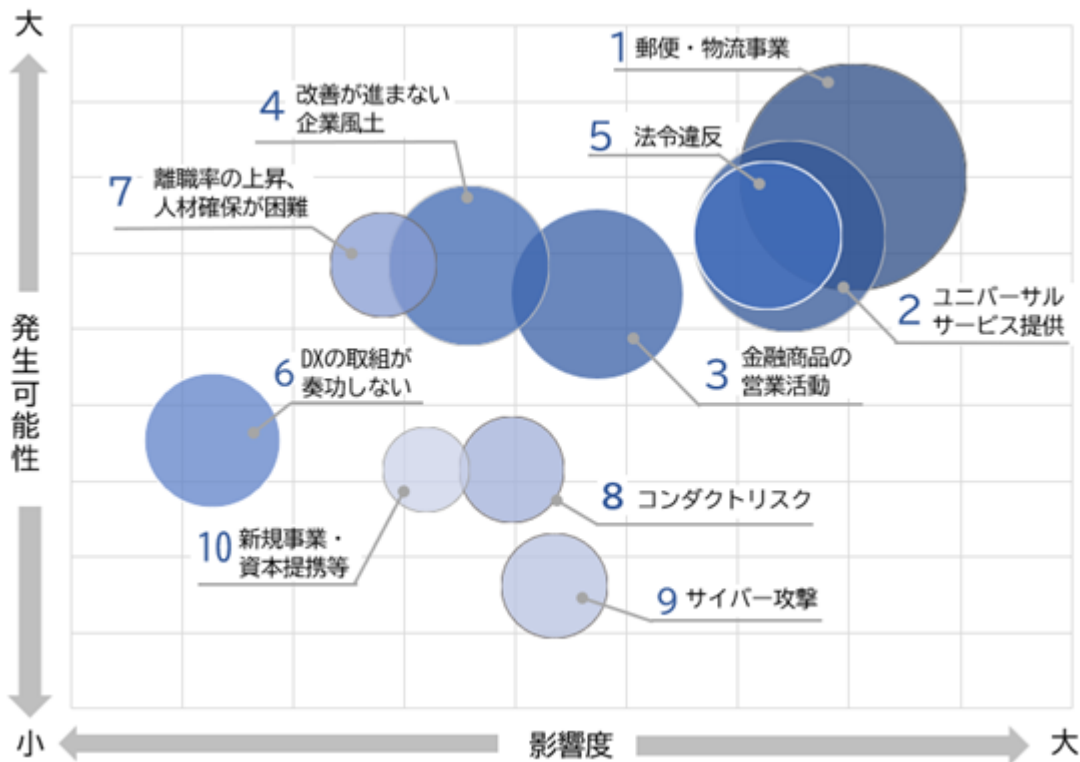 大
1 郵便・物流事業
4 改善が進まない
企業風土
5 法令違反
7 離職率の上昇、
人材確保が困難
2 ユニバーサル
サービス提供
発生可能性
6 DXの取組が
奏功しない
3 金融商品の
営業活動
8 コンダクトリスク
10 新規事業・
資本提携等
9 サイバー攻撃
小
影響度
大